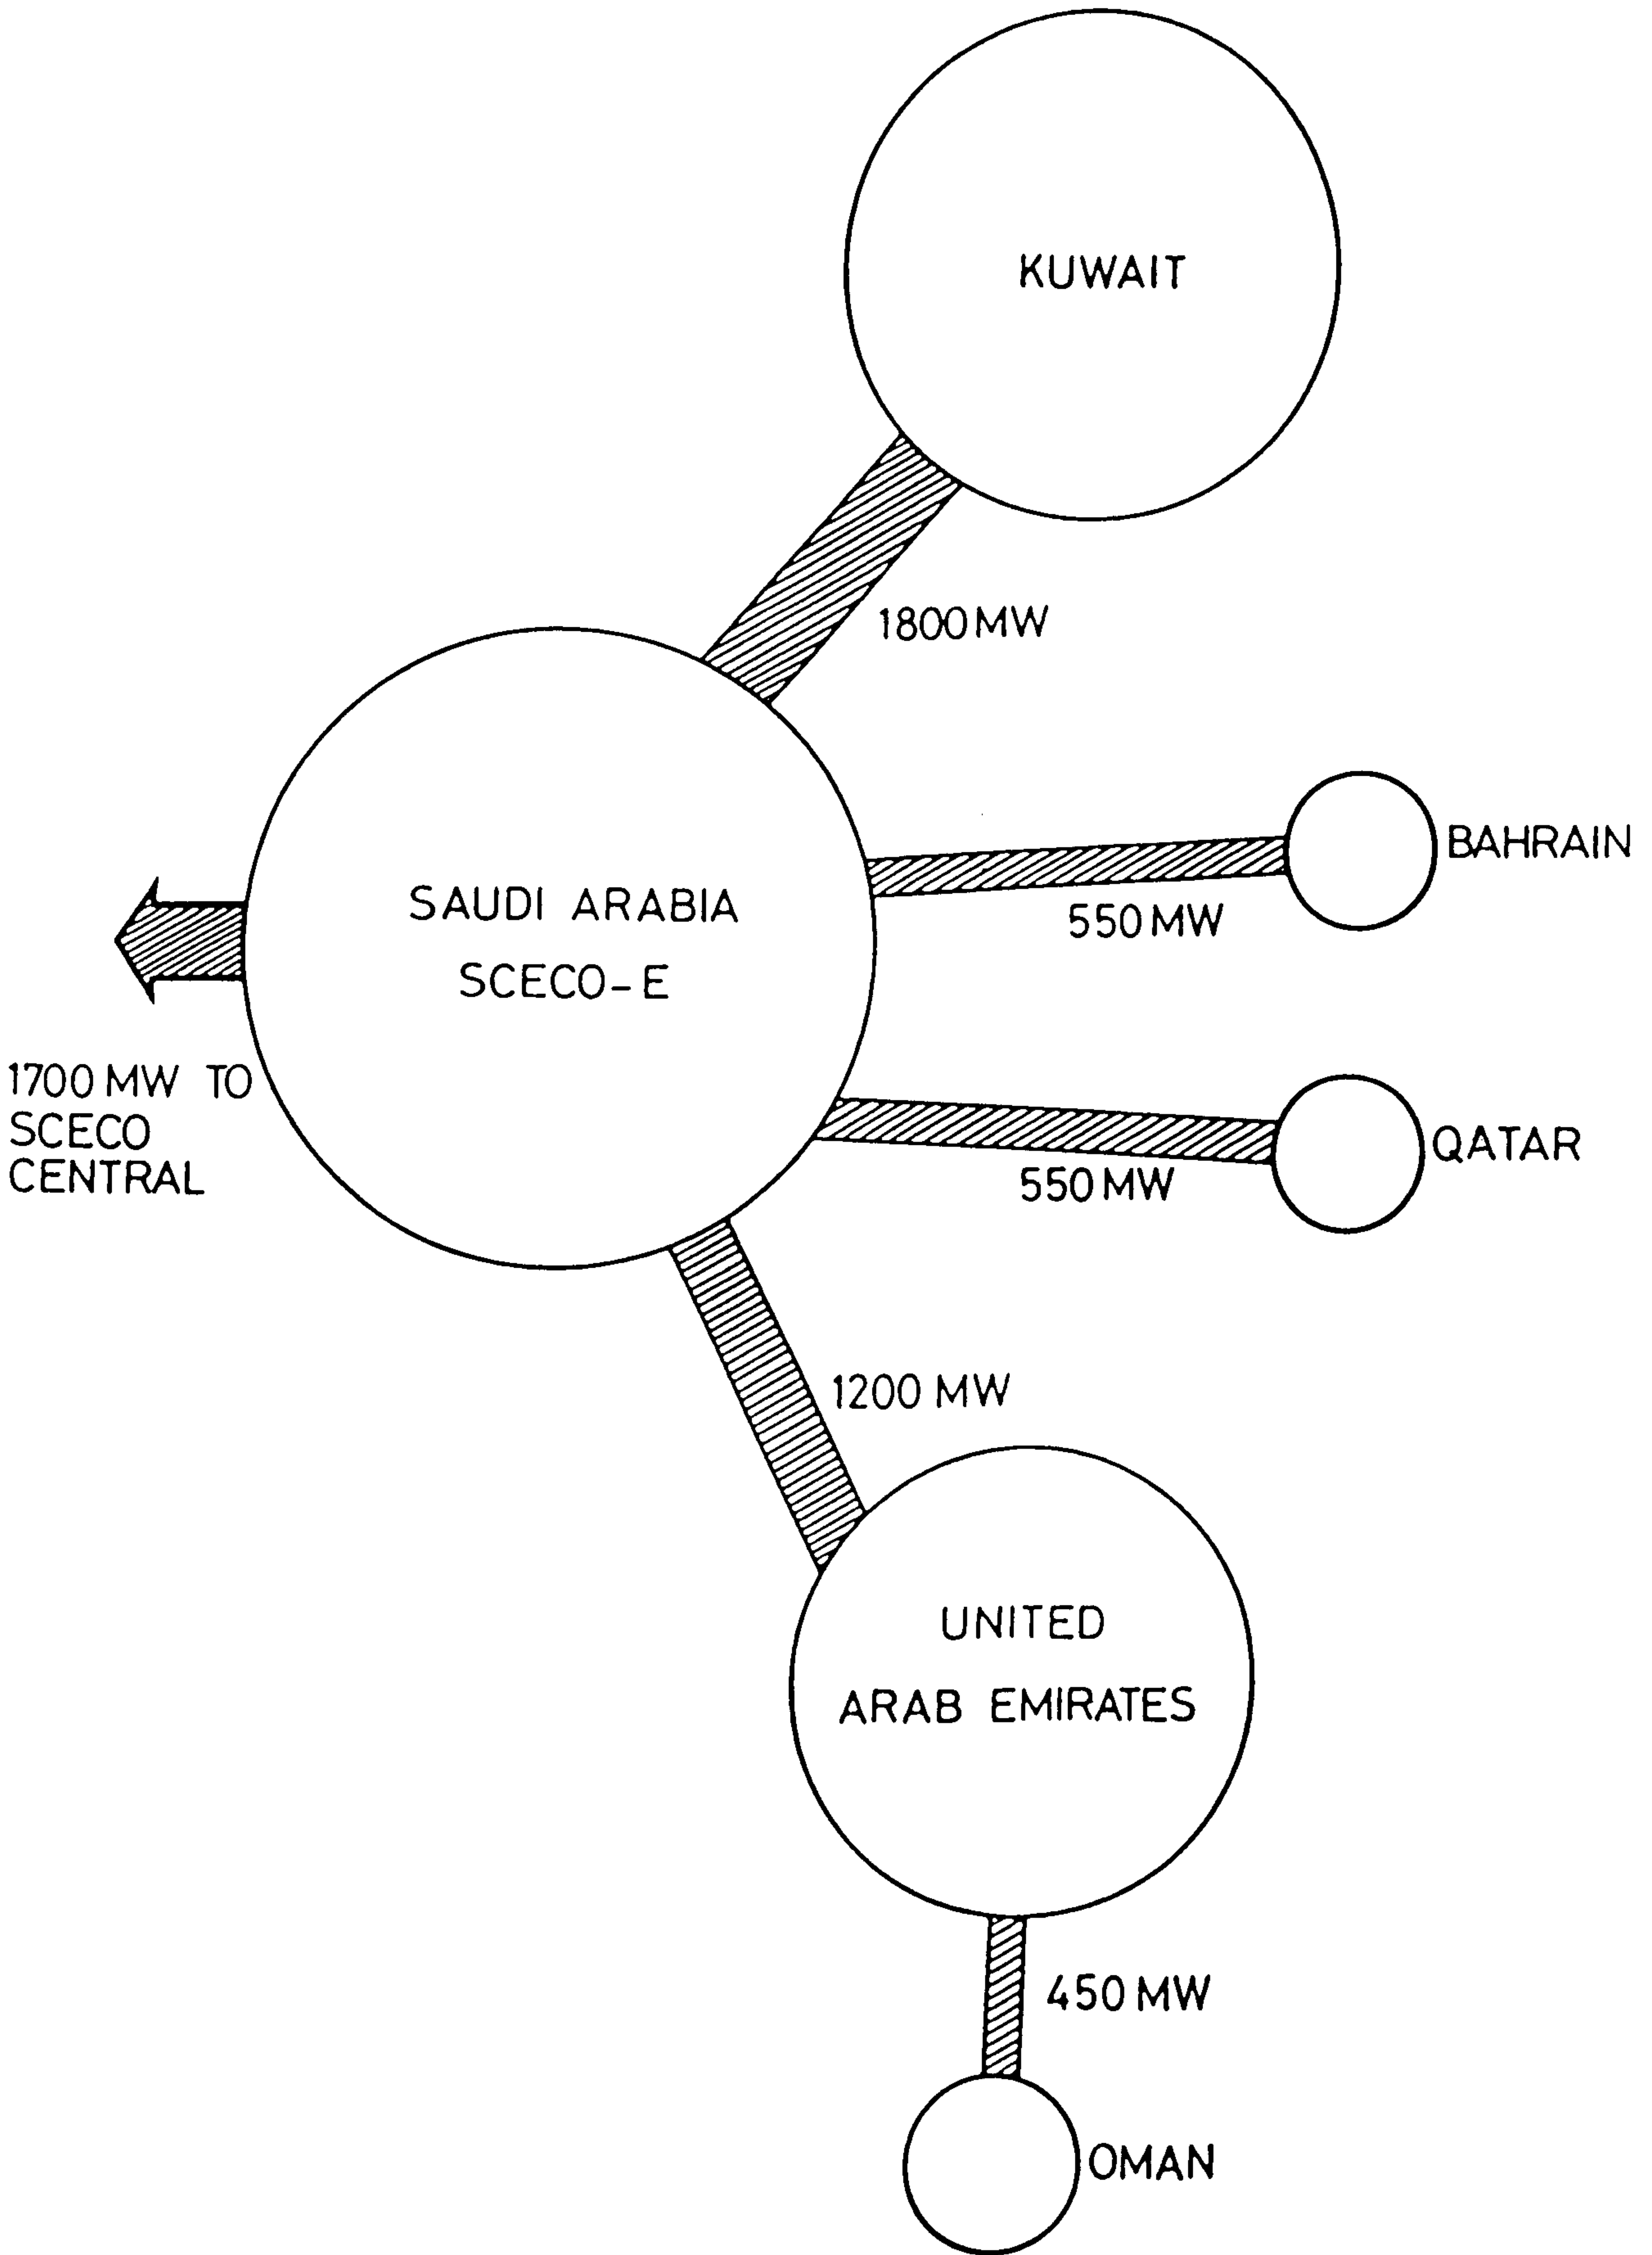 KUWAIT
1800 MW
BAHRAIN
550 MW
SAUDI ARABIA
SCECO-E
1700 MW TO
SCECO
CENTRAL
QATAR
550 MW
1200 MW
UNITED
ARAB EMIRATES
450 MW
OMAN